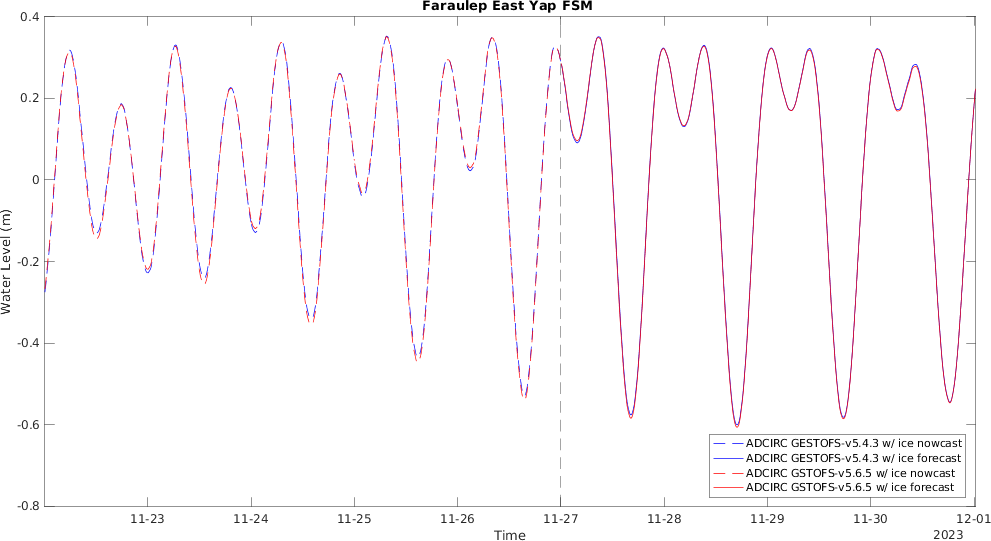 Faraulep East Yap FSM
0.4
0.2
0
-0.2
-0.4
-0.6
-0.8
Water Level (m)
11-23
11-24
11-25
11-26
11-27
11-28
11-29
11-30
12-01
Time
2023
ADCIRC GESTOFS-v5.4.3 w/ ice nowcast
ADCIRC GESTOFS-v5.4.3 w/ ice forecast
ADCIRC GSTOFS-v5.6.5 w/ ice nowcast
ADCIRC GSTOFS-v5.6.5 w/ ice forecast